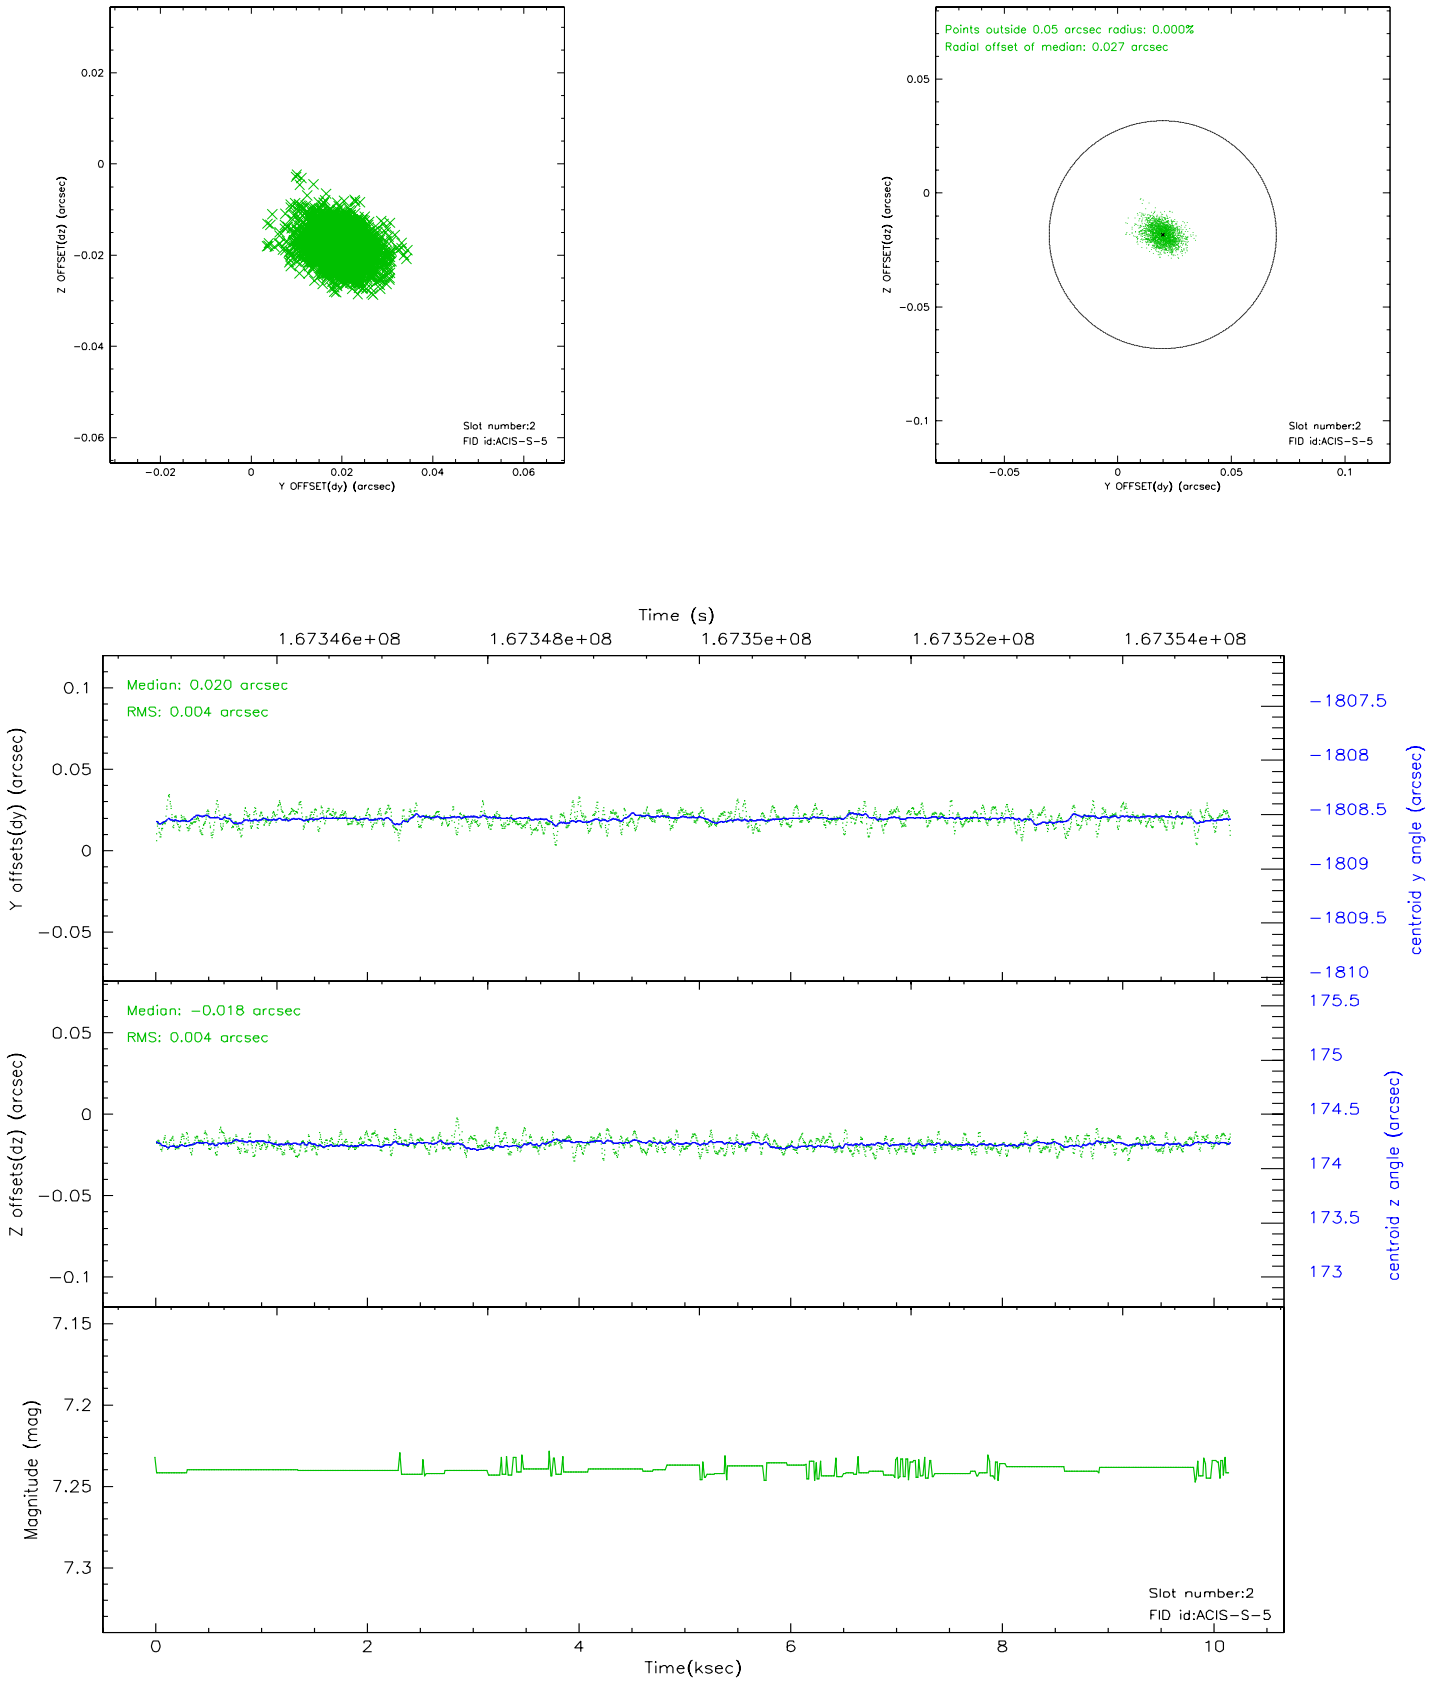 0.02
0
-0.02
-0.04
-0.06
Z OFFSET(dz) (arcsec)
Slot number:2
FID id:ACIS-S-5
-0.02 0 0.02 0.04 0.06
Y OFFSET(dy) (arcsec)
Points outside 0.05 arcsec radius: 0.000%
Radial offset of median: 0.027 arcsec
0.05
0
-0.05
-0.1
Z OFFSET(dz) (arcsec)
Slot number:2
FID id:ACIS-S-5
-0.05 0 0.05 0.1
Y OFFSET(dy) (arcsec)
Time (s)
1.67346e+08 1.67348e+08 1.6735e+08 1.67352e+08 1.67354e+08
Median: 0.020 arcsec
RMS: 0.004 arcsec
0.1
0.05
0
-0.05
Y offsets(dy) (arcsec)
-1807.5
-1808
-1808.5
-1809
-1809.5
-1810
centroid y angle (arcsec)
Median: -0.018 arcsec
RMS: 0.004 arcsec
0.05
0
-0.05
-0.1
Z offsets(dz) (arcsec)
175.5
175
174.5
174
173.5
173
centroid z angle (arcsec)
7.15
7.2
7.25
7.3
Magnitude (mag)
Slot number:2
FID id:ACIS-S-5
0 2 4 6 8 10
Time(ksec)